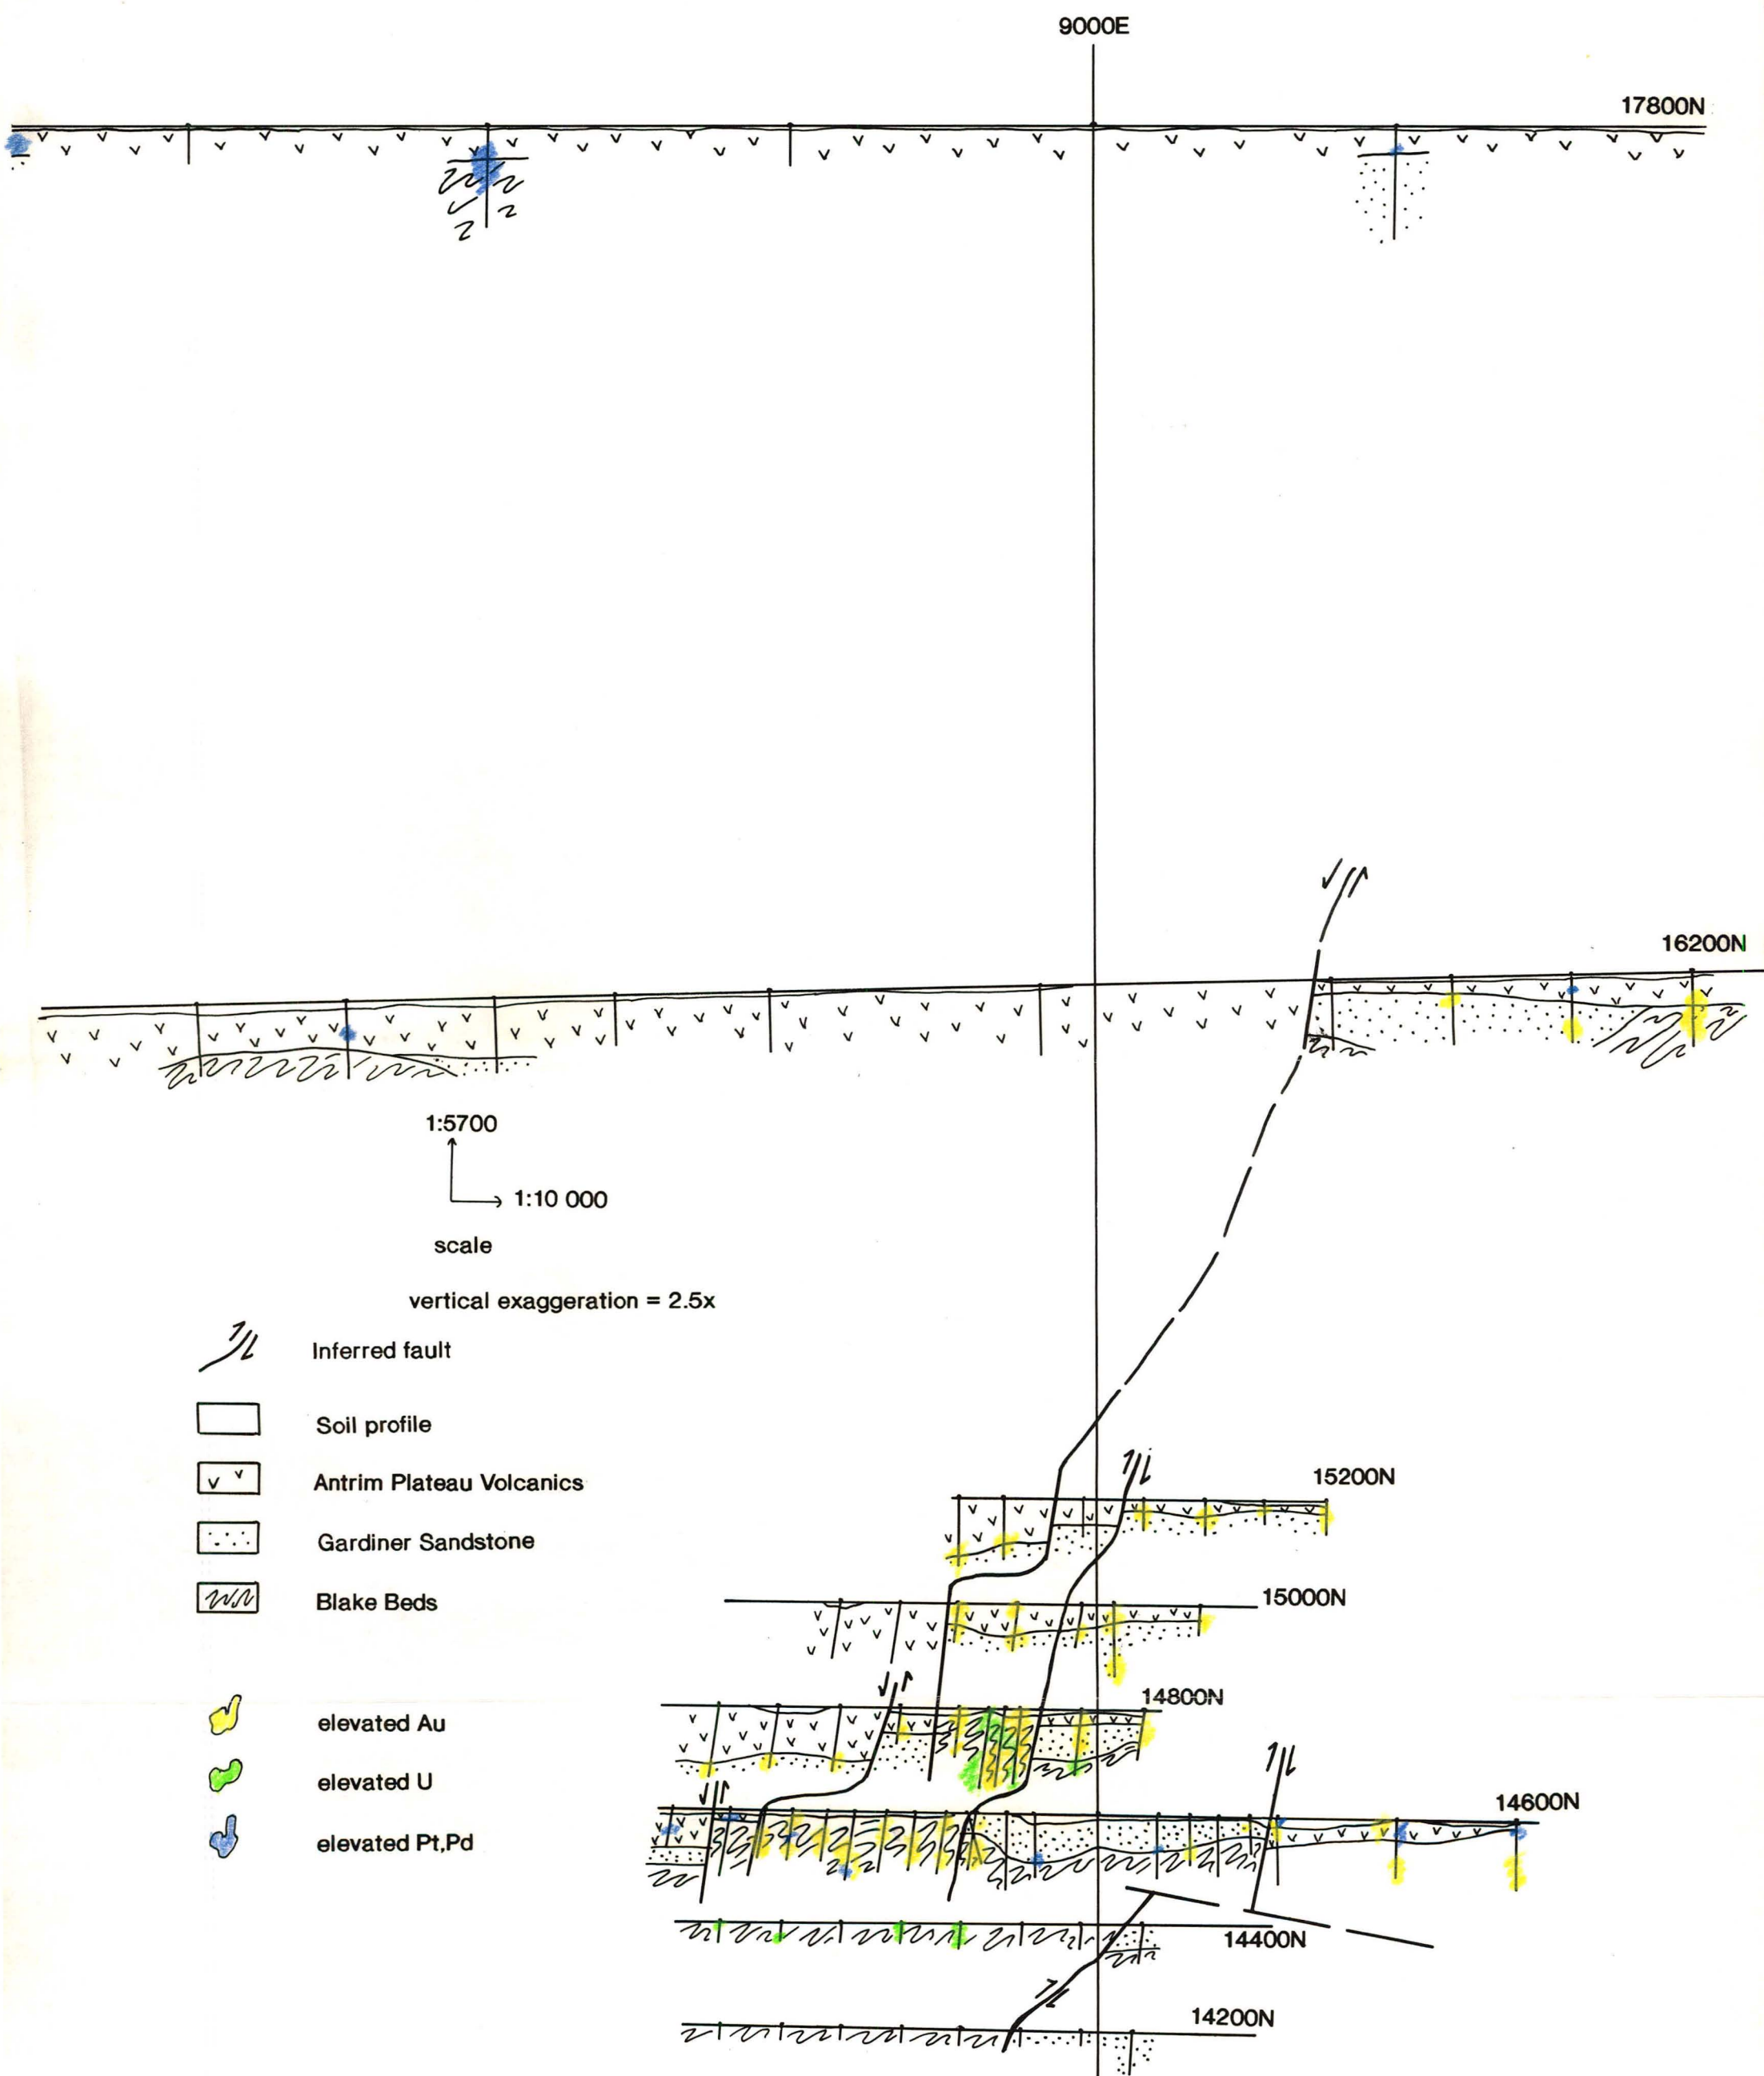 9000E
17800N
16200N
1:5700
1:10 000
scale
vertical exaggeration = 2.5x
Inferred fault
15200N
Soil profile
Antrim Plateau Volcanics
Gardiner Sandstone
15000N
Blake Beds
14800N
elevated Au
elevated U
14600N
elevated Pt,Pd
14400N
14200N